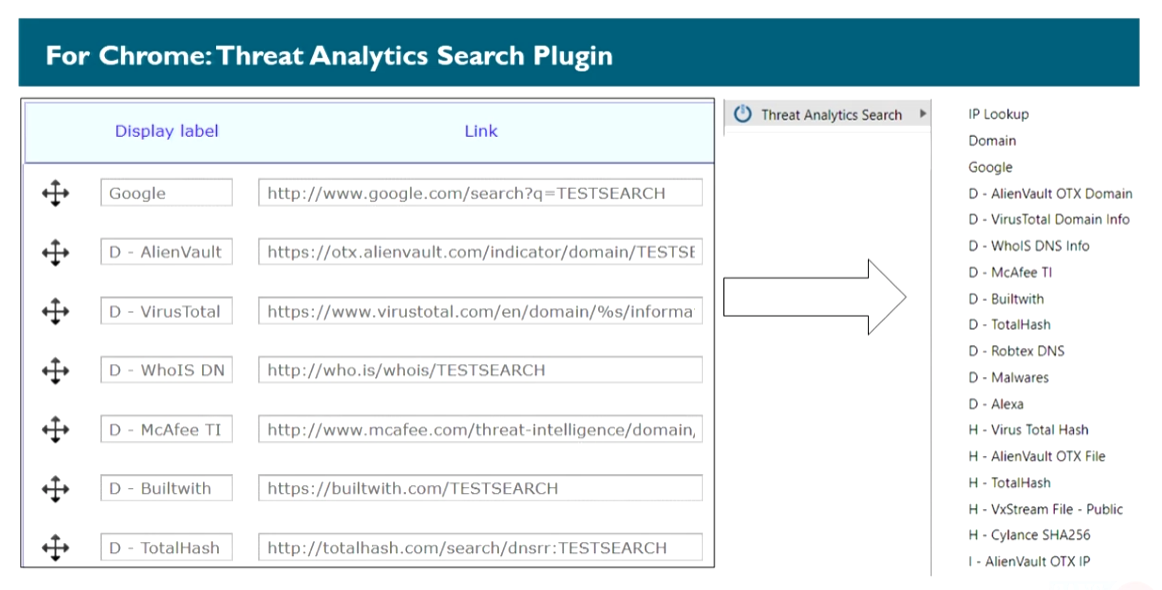 For Chrome: Threat Analytics Search Plugin
Display label Link
Google http://www.google.com/search?q=TESTSEARCH
D - AlienVault https://otx.alienvault.com/indicator/domain/TESTSE
D - VirusTotal https://www.virustotal.com/en/domain/%s/informa
D - WhoIS DN http://who.is/whois/TESTSEARCH
D - McAfee TI http://www.mcafee.com/threat-intelligence/domain,
D - Builtwith https://builtwith.com/TESTSEARCH
D - TotalHash http://totalhash.com/search/dnsrr:TESTSEARCH
Threat Analytics Search
IP Lookup
Domain
Google
D - AlienVault OTX Domain
D - VirusTotal Domain Info
D - WhoIS DNS Info
D - McAfee TI
D - Builtwith
D - TotalHash
D - Robtex DNS
D - Malwares
D - Alexa
H - Virus Total Hash
H - AlienVault OTX File
H - TotalHash
H - VxStream File - Public
H - Cylance SHA256
I - AlienVault OTX IP